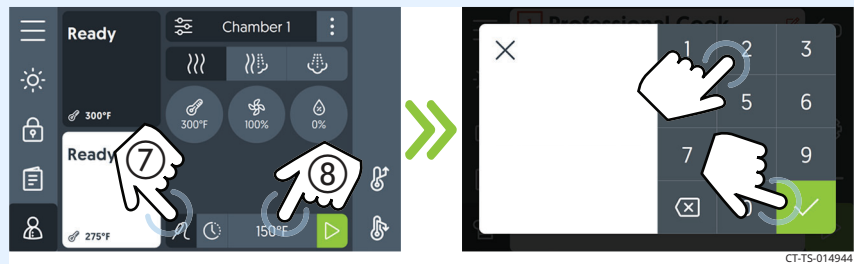 Ready
300°F
Ready
275°F
Chamber 1
300°F
100%
0%
150°F
7
8
Professional Cook
1 2 3
5 6
7 9
0
CT-TS-014944